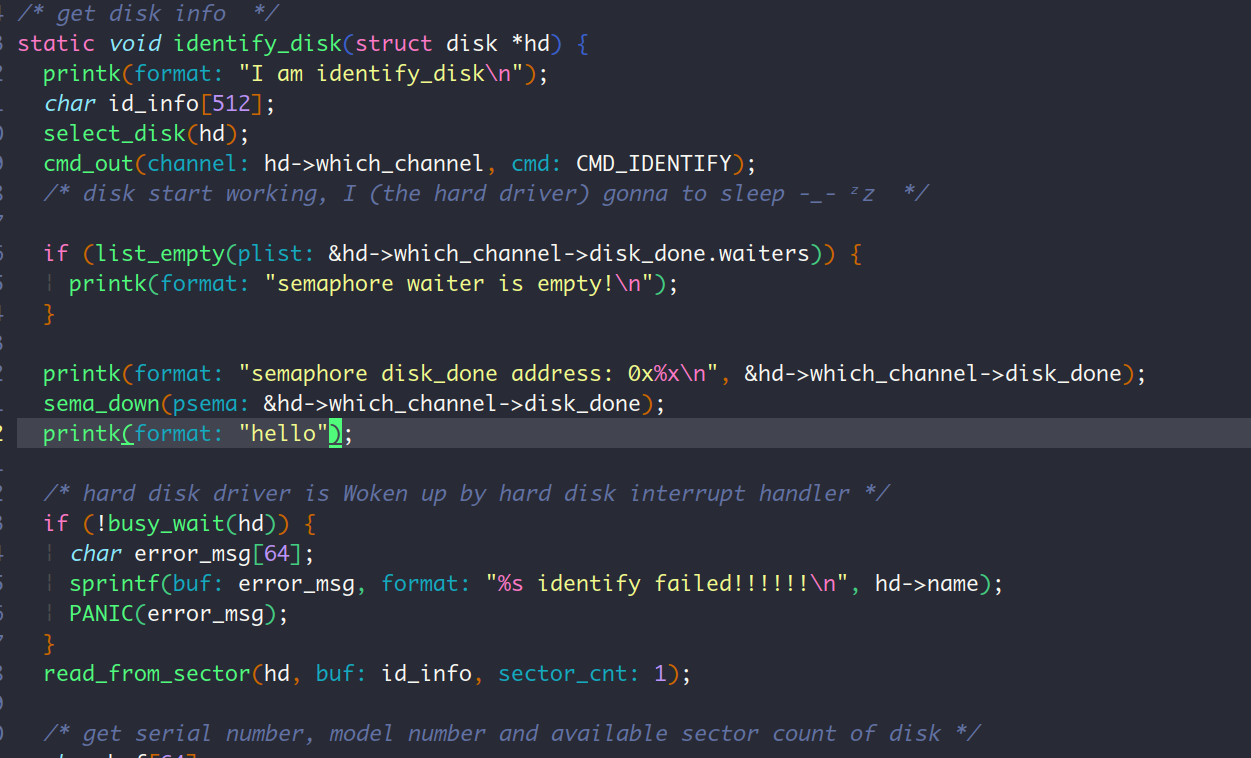 /* get disk info  */
static void identify_disk(struct disk *hd) {
printk(format: "I am identify_disk\n");
char id_info[512];
select_disk(hd);
cmd_out(channel: hd->which_channel, cmd: CMD_IDENTIFY);
/* disk start working, I (the hard driver) gonna to sleep -_- ᶻz  */
if (list_empty(plist: &hd->which_channel->disk_done.waiters)) {
printk(format: "semaphore waiter is empty!\n");
}
printk(format: "semaphore disk_done address: 0x%x\n", &hd->which_channel->disk_done);
sema_down(psema: &hd->which_channel->disk_done);
printk(format: "hello");
/* hard disk driver is Woken up by hard disk interrupt handler */
if (!busy_wait(hd)) {
char error_msg[64];
sprintf(buf: error_msg, format: "%s identify failed!!!!!!\n", hd->name);
PANIC(error_msg);
}
read_from_sector(hd, buf: id_info, sector_cnt: 1);
/* get serial number, model number and available sector count of disk */